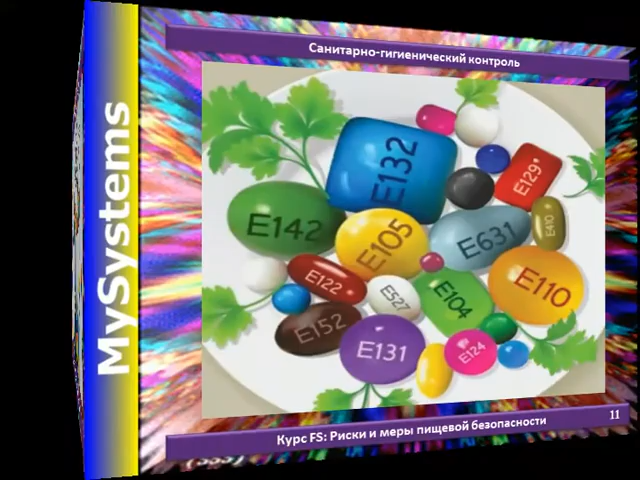 Санитарно-гигиенический контроль
MySystems
E132
E129*
E142
E105
E631
E410
E122
E527
E104
E110
E152
E131
E124
Курс FS: Риски и меры пищевой безопасности
11